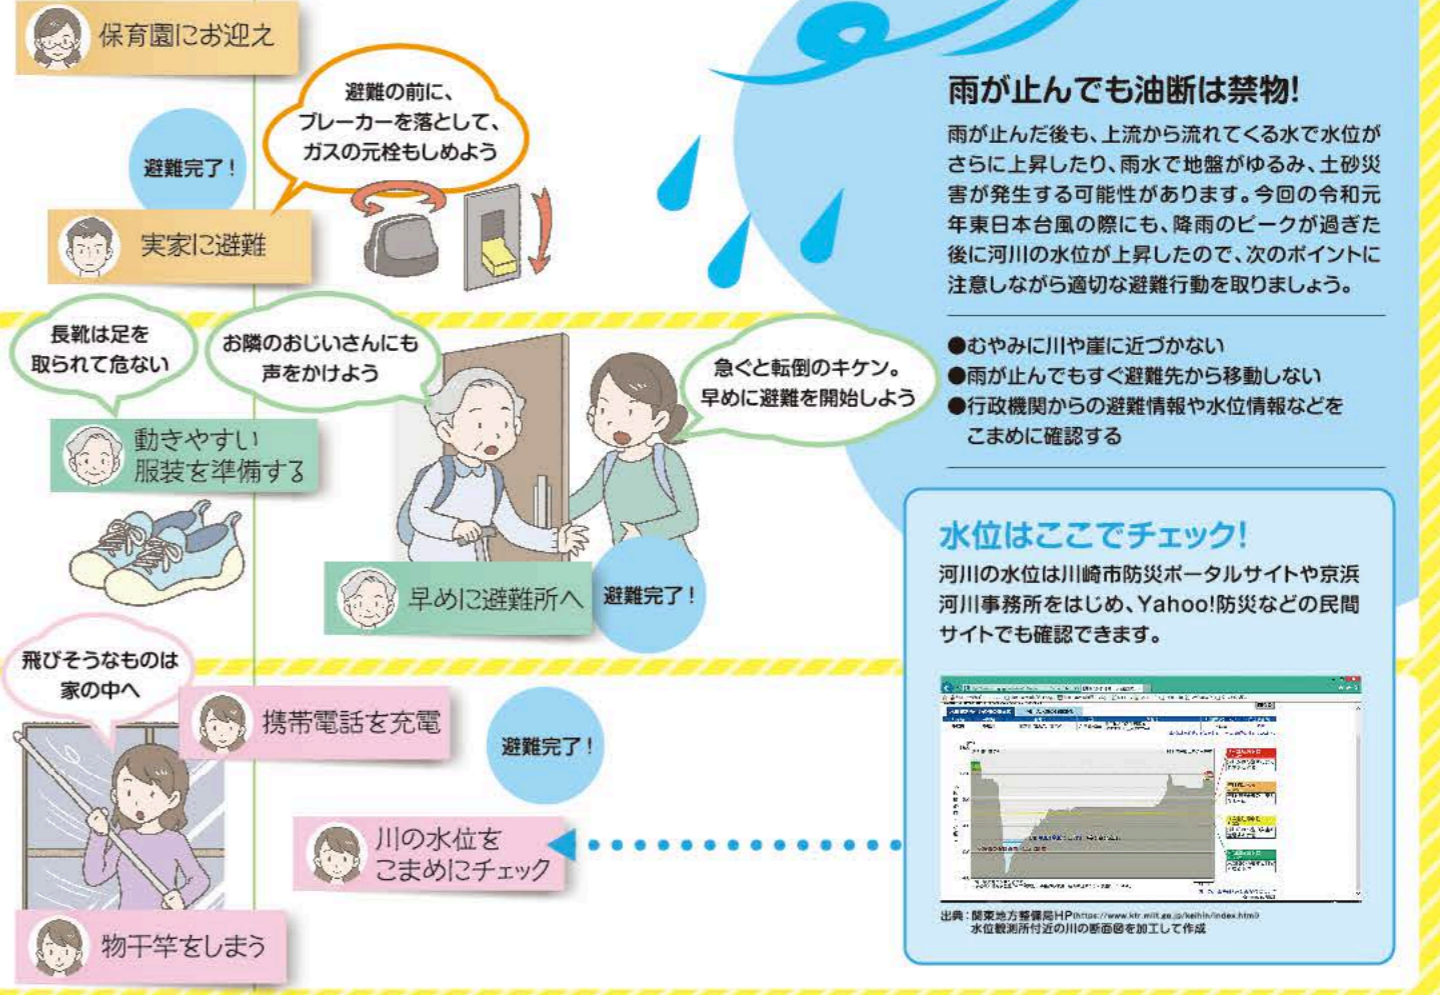 保育園にお迎え
避難の前に、
ブレーカーを落として、
ガスの元栓もしめよう
避難完了！
実家に避難
長靴は足を
取られて危ない
お隣のおじいさんにも
声をかけよう
急ぐと転倒のキケン。
早めに避難を開始しよう
動きやすい
服装を準備する
早めに避難所へ
避難完了！
飛びそうなものは
家の中へ
携帯電話を充電
避難完了！
川の水位を
こまめにチェック
物干竿をしまう
雨が止んでも油断は禁物!
雨が止んだ後も、上流から流れてくる水で水位が
さらに上昇したり、雨水で地盤がゆるみ、土砂災
害が発生する可能性があります。今回の令和元
年東日本台風の際にも、降雨のピークが過ぎた
後に河川の水位が上昇したので、次のポイントに
注意しながら適切な避難行動を取りましょう。
●むやみに川や崖に近づかない
●雨が止んでもすぐ避難先から移動しない
●行政機関からの避難情報や水位情報などを
こまめに確認する
水位はここでチェック!
河川の水位は川崎市防災ポータルサイトや京浜
河川事務所をはじめ、Yahoo!防災などの民間
サイトでも確認できます。
出典：関東地方整備局HP(https://www.ktr.mlit.go.jp/keihin/index.htm)
水位観測所付近の川の断面図を加工して作成